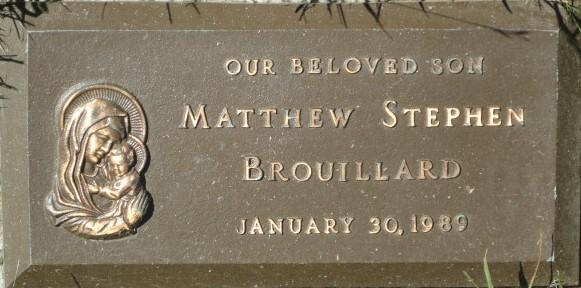 OUR BELOVED SON
MATTHEW STEPHEN
BROUILLARD
JANUARY 30, 1989